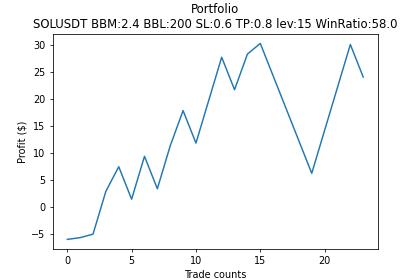 Portfolio
SOLUSDT BBM:2.4 BBL:200 SL:0.6 TP:0.8 lev:15 WinRatio:58.0
30
25
20
15
10
5
0
−5
Profit ($)
0 5 10 15 20
Trade counts